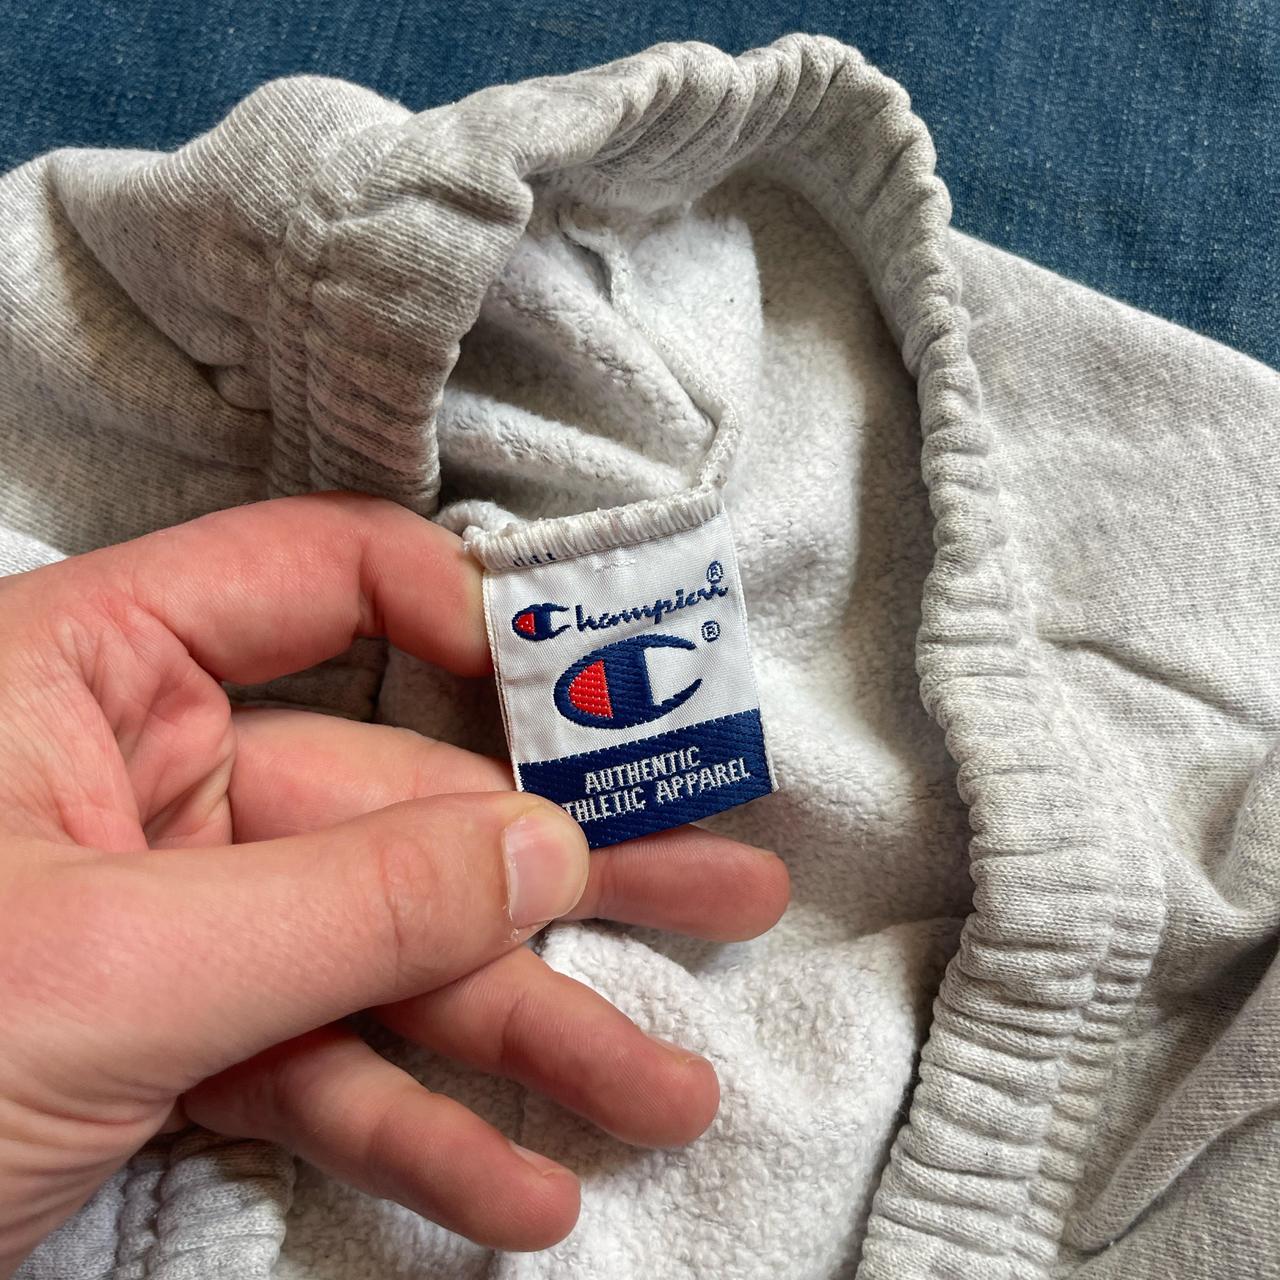 Champion®
®
AUTHENTIC
THLETIC APPAREL